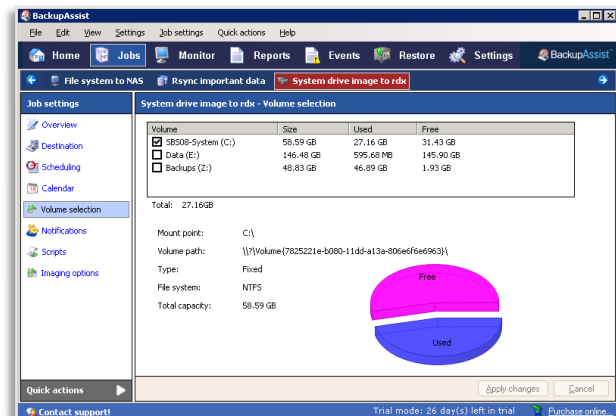 BackupAssist
File Edit View Settings Job settings Quick actions Help
Home Jobs Monitor Reports Events Restore Settings BackupAssist
File system to NAS Rsync important data System drive image to rdx
Job settings
System drive image to rdx - Volume selection
Overview
Destination
Scheduling
Calendar
Volume selection
Notifications
Scripts
Imaging options
Volume Size Used Free
SBS08-System (C:) 58.59 GB 27.16 GB 31.43 GB
Data (E:) 146.48 GB 595.68 MB 145.90 GB
Backups (Z:) 48.83 GB 46.89 GB 1.93 GB
Total: 27.16GB
Mount point: C:\
Volume path: \\?\Volume{7825221e-b080-11dd-a13a-806e6f6e6963}\
Type: Fixed
File system: NTFS
Total capacity: 58.59 GB
Free
Used
Quick actions
Apply changes Cancel
Contact support! Trial mode: 26 day(s) left in trial Purchase online...